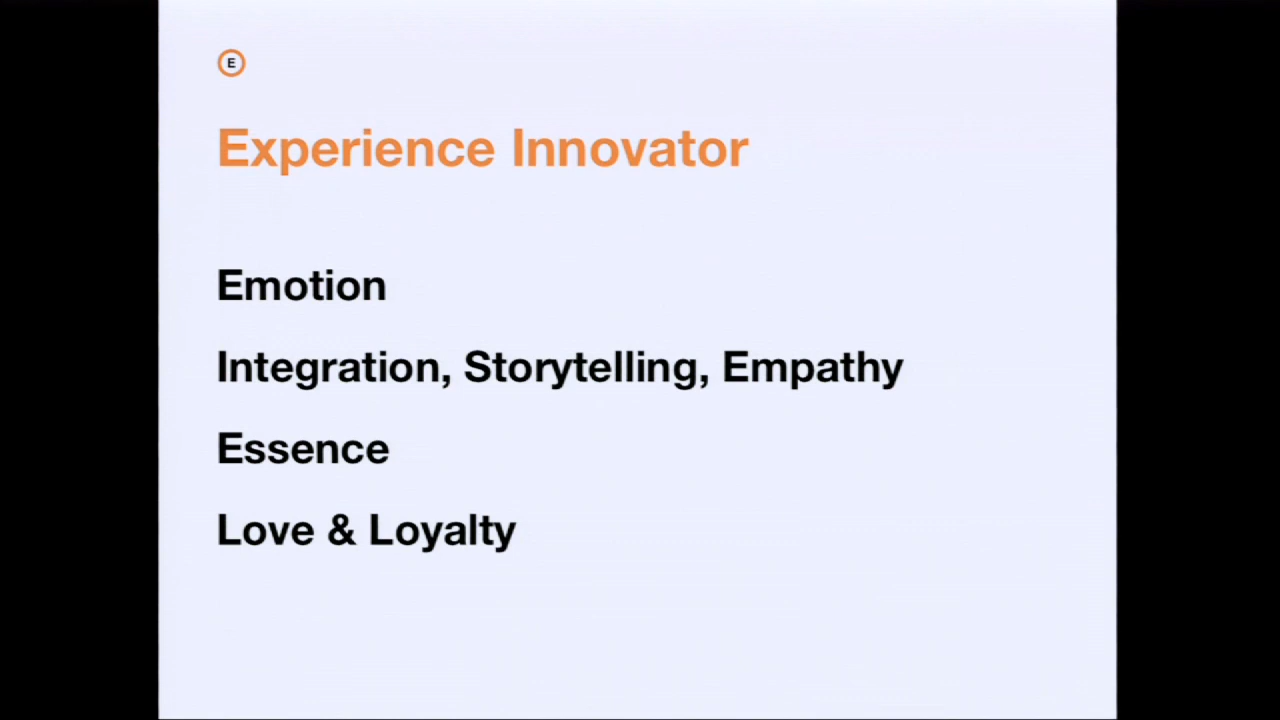 E
Experience Innovator
Emotion
Integration, Storytelling, Empathy
Essence
Love & Loyalty